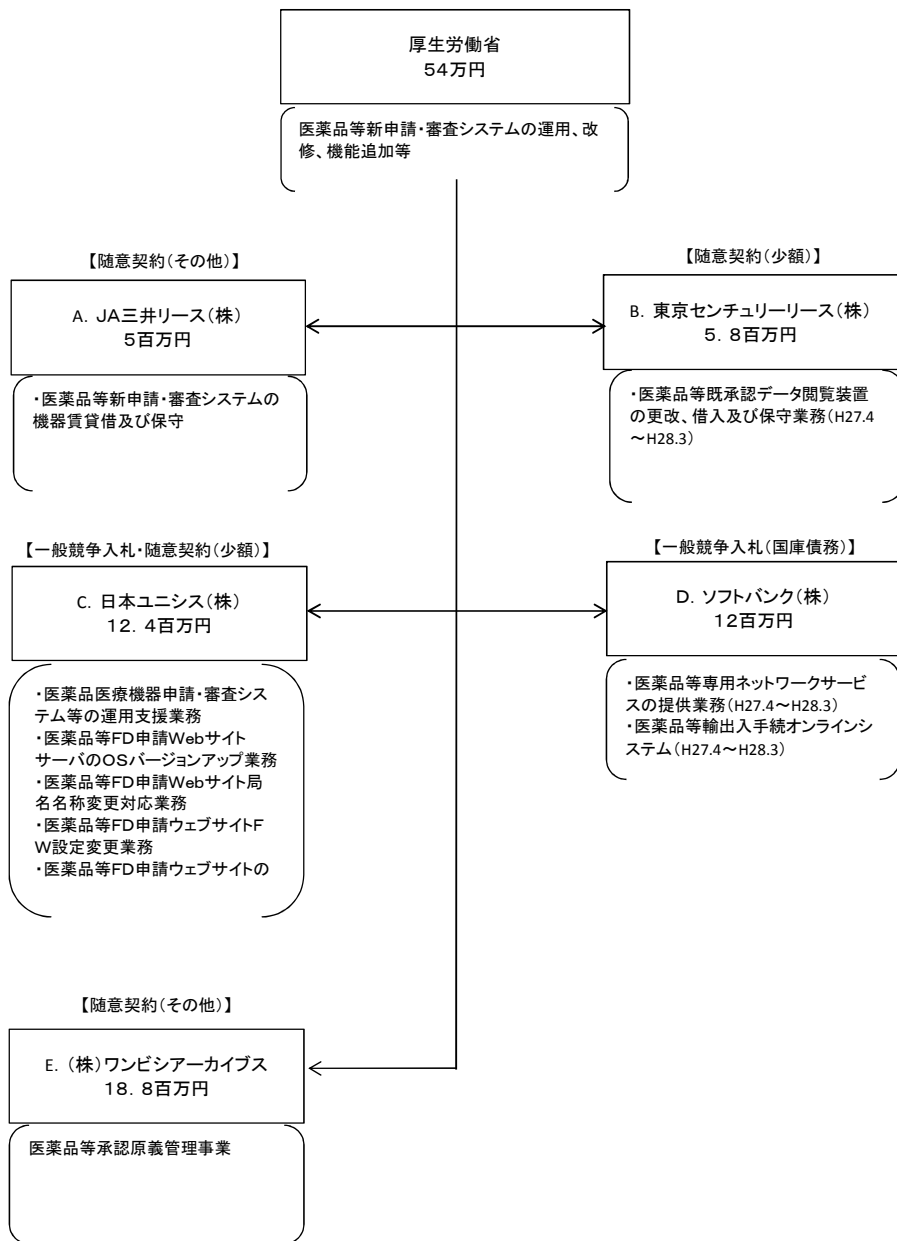 厚生労働省
54万円
医薬品等新申請・審査システムの運用、改
修、機能追加等
【随意契約(その他)】
A. JA三井リース(株)
5百万円
・医薬品等新申請・審査システムの
機器賃貸借及び保守
【随意契約(少額)】
B. 東京センチュリーリース(株)
5. 8百万円
・医薬品等既承認データ閲覧装置
の更改、借入及び保守業務(H27.4
~H28.3)
【一般競争入札・随意契約(少額)】
C. 日本ユニシス(株)
12. 4百万円
・医薬品医療機器申請・審査シス
テム等の運用支援業務
・医薬品等FD申請Webサイト
サーバのOSバージョンアップ業務
・医薬品等FD申請Webサイト局
名名称変更対応業務
・医薬品等FD申請ウェブサイトF
W設定変更業務
・医薬品等FD申請ウェブサイトの
【一般競争入札(国庫債務)】
D. ソフトバンク(株)
12百万円
・医薬品等専用ネットワークサービ
スの提供業務(H27.4~H28.3)
・医薬品等輸出入手続オンラインシ
ステム(H27.4~H28.3)
【随意契約(その他)】
E. (株)ワンビシアーカイブス
18. 8百万円
医薬品等承認原義管理事業